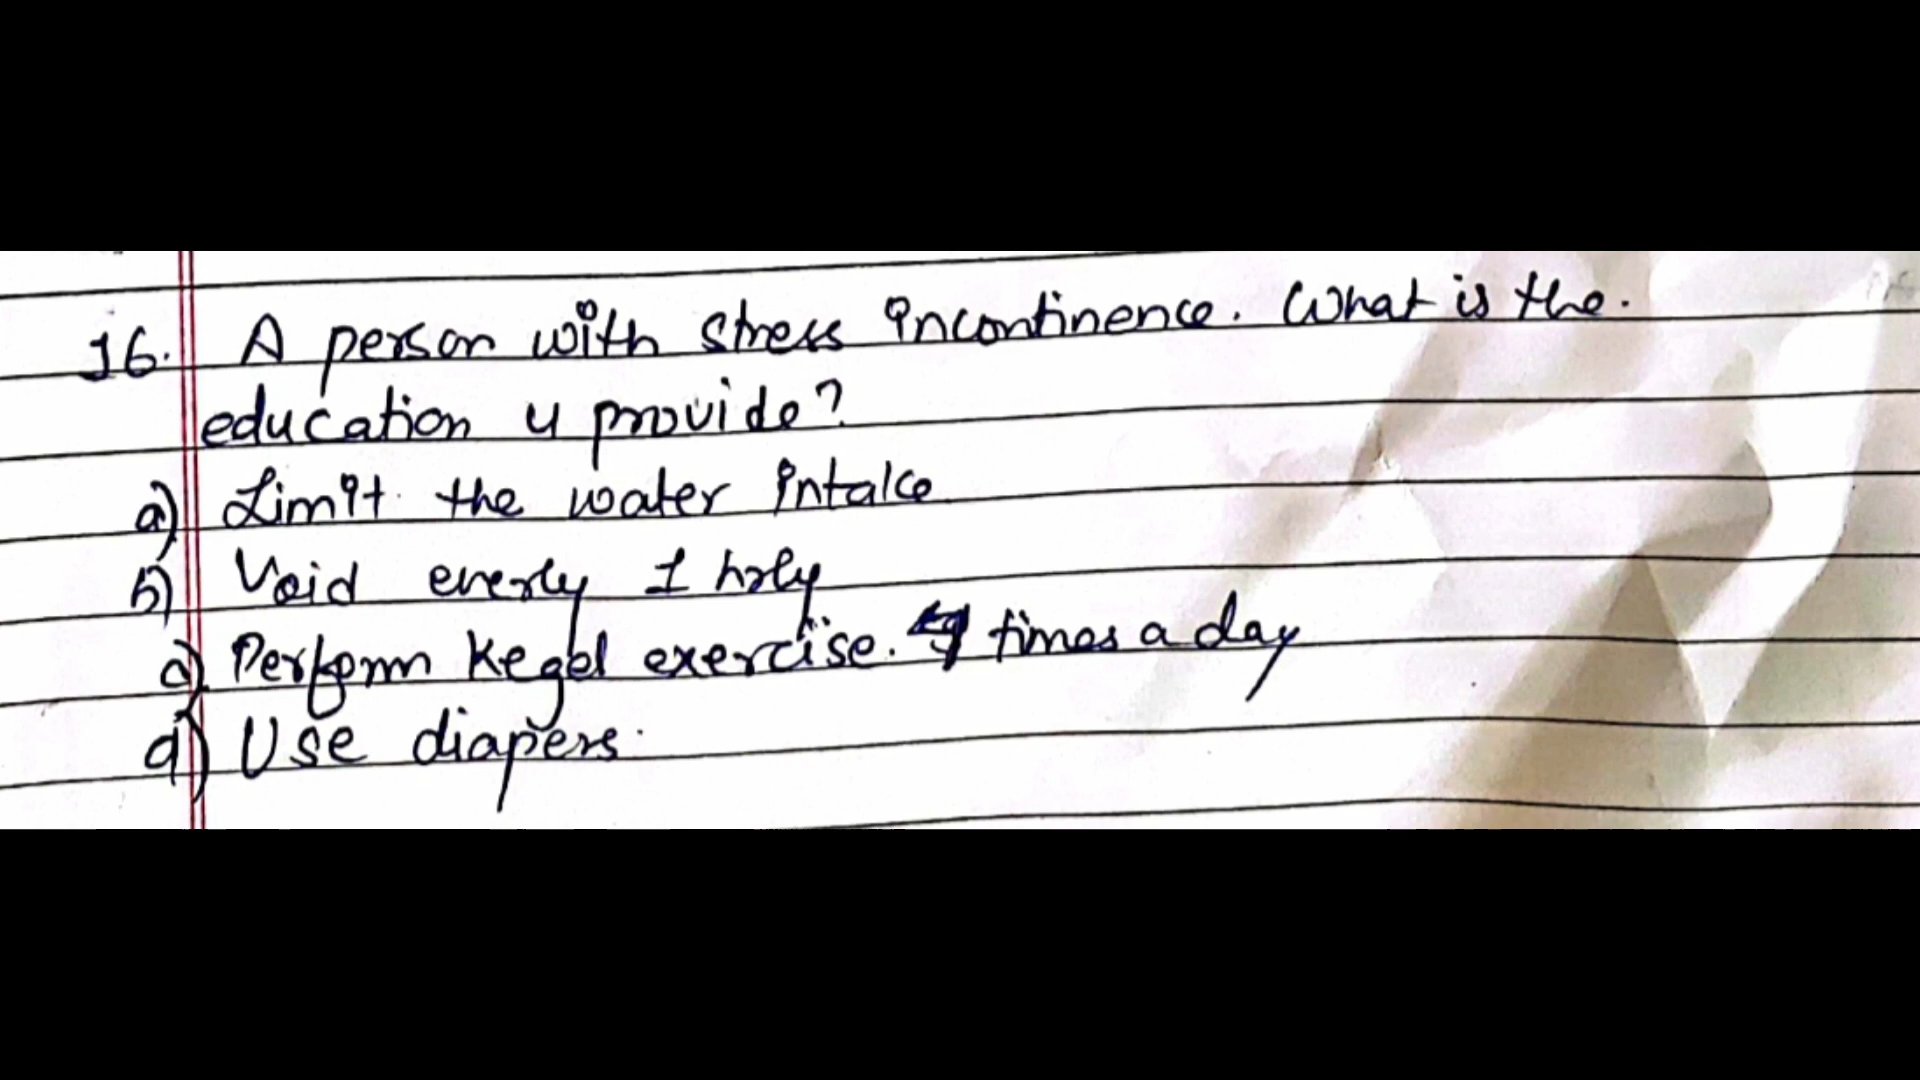 16. A person with stress incontinence. What is the.
education u provide?
a) Limit the water intake
b) Void everly 1 hrly
c) Perform Kegel exercise. times a day
d) Use diapers.